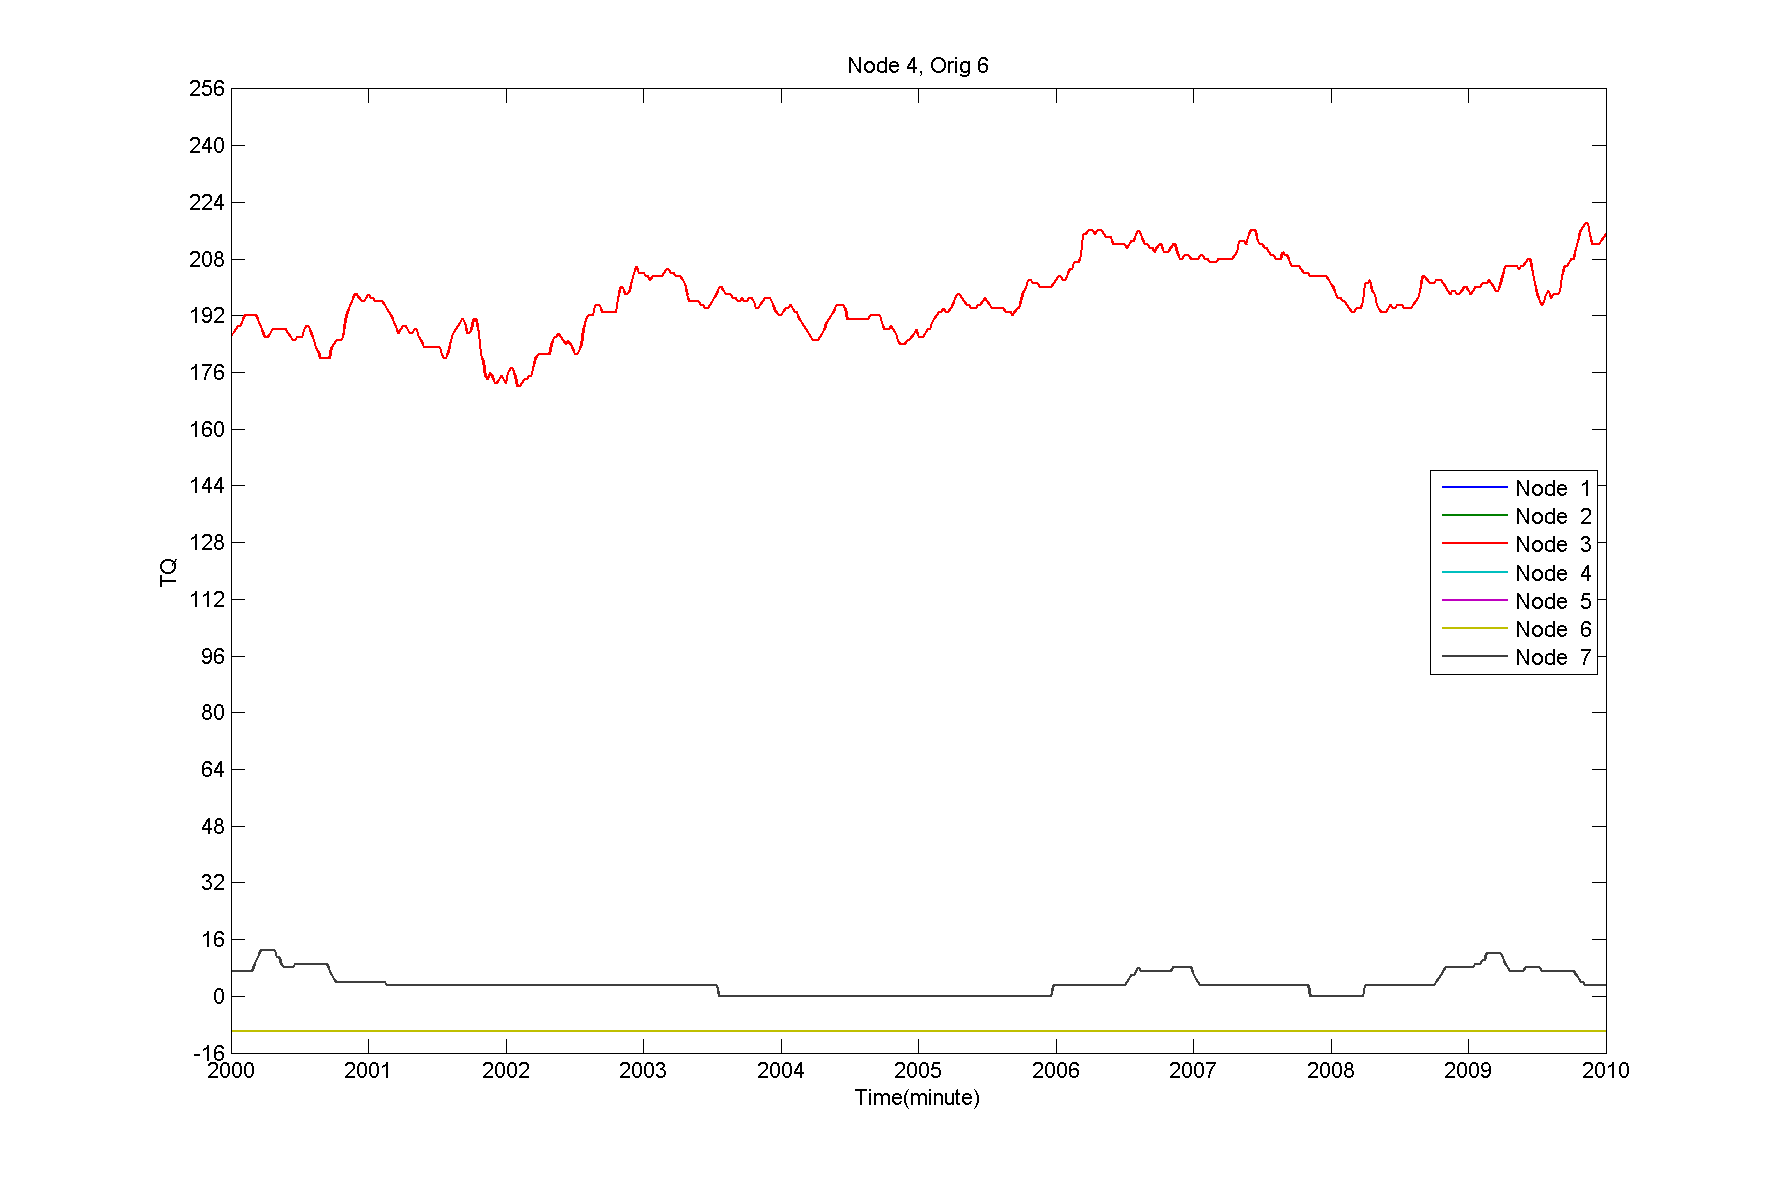 Node 4, Orig 6
256
240
224
208
192
176
160
144
128
112
96
80
64
48
32
16
0
-16
TQ
Node 1
Node 2
Node 3
Node 4
Node 5
Node 6
Node 7
2000 2001 2002 2003 2004 2005 2006 2007 2008 2009 2010
Time(minute)